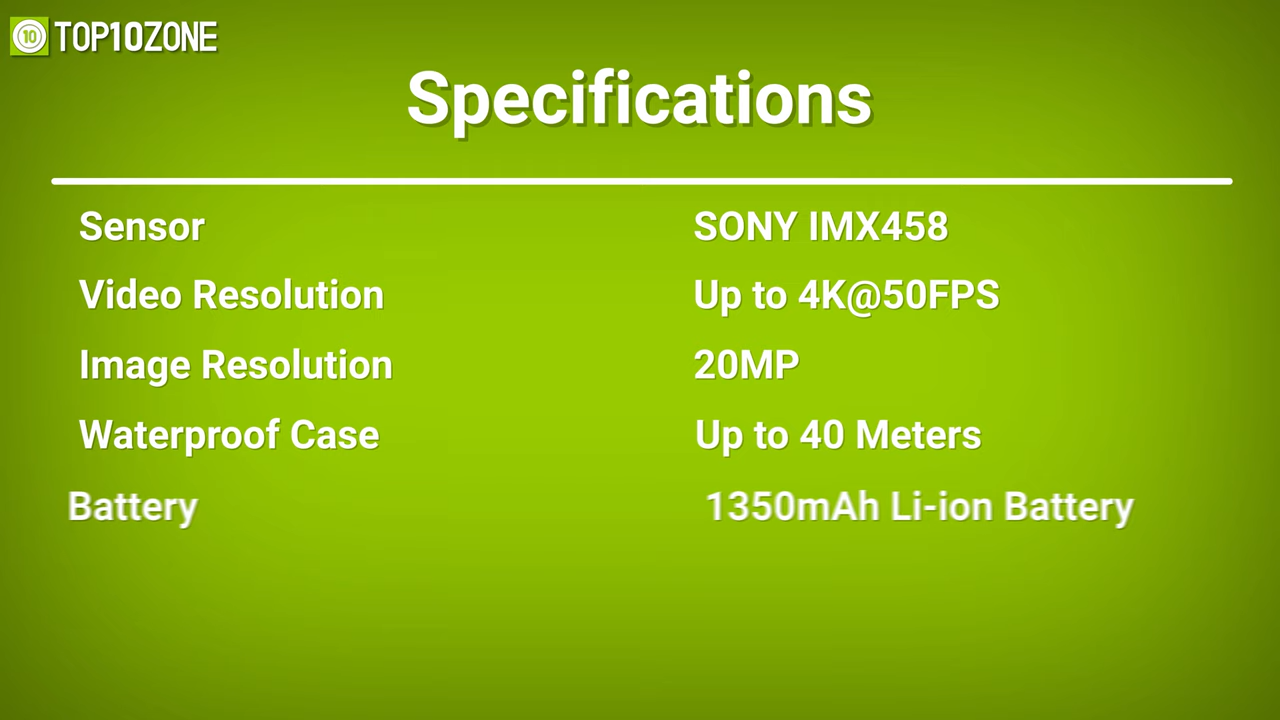 TOP10ZONE
Specifications
Sensor SONY IMX458
Video Resolution Up to 4K@50FPS
Image Resolution 20MP
Waterproof Case Up to 40 Meters
Battery 1350mAh Li-ion Battery